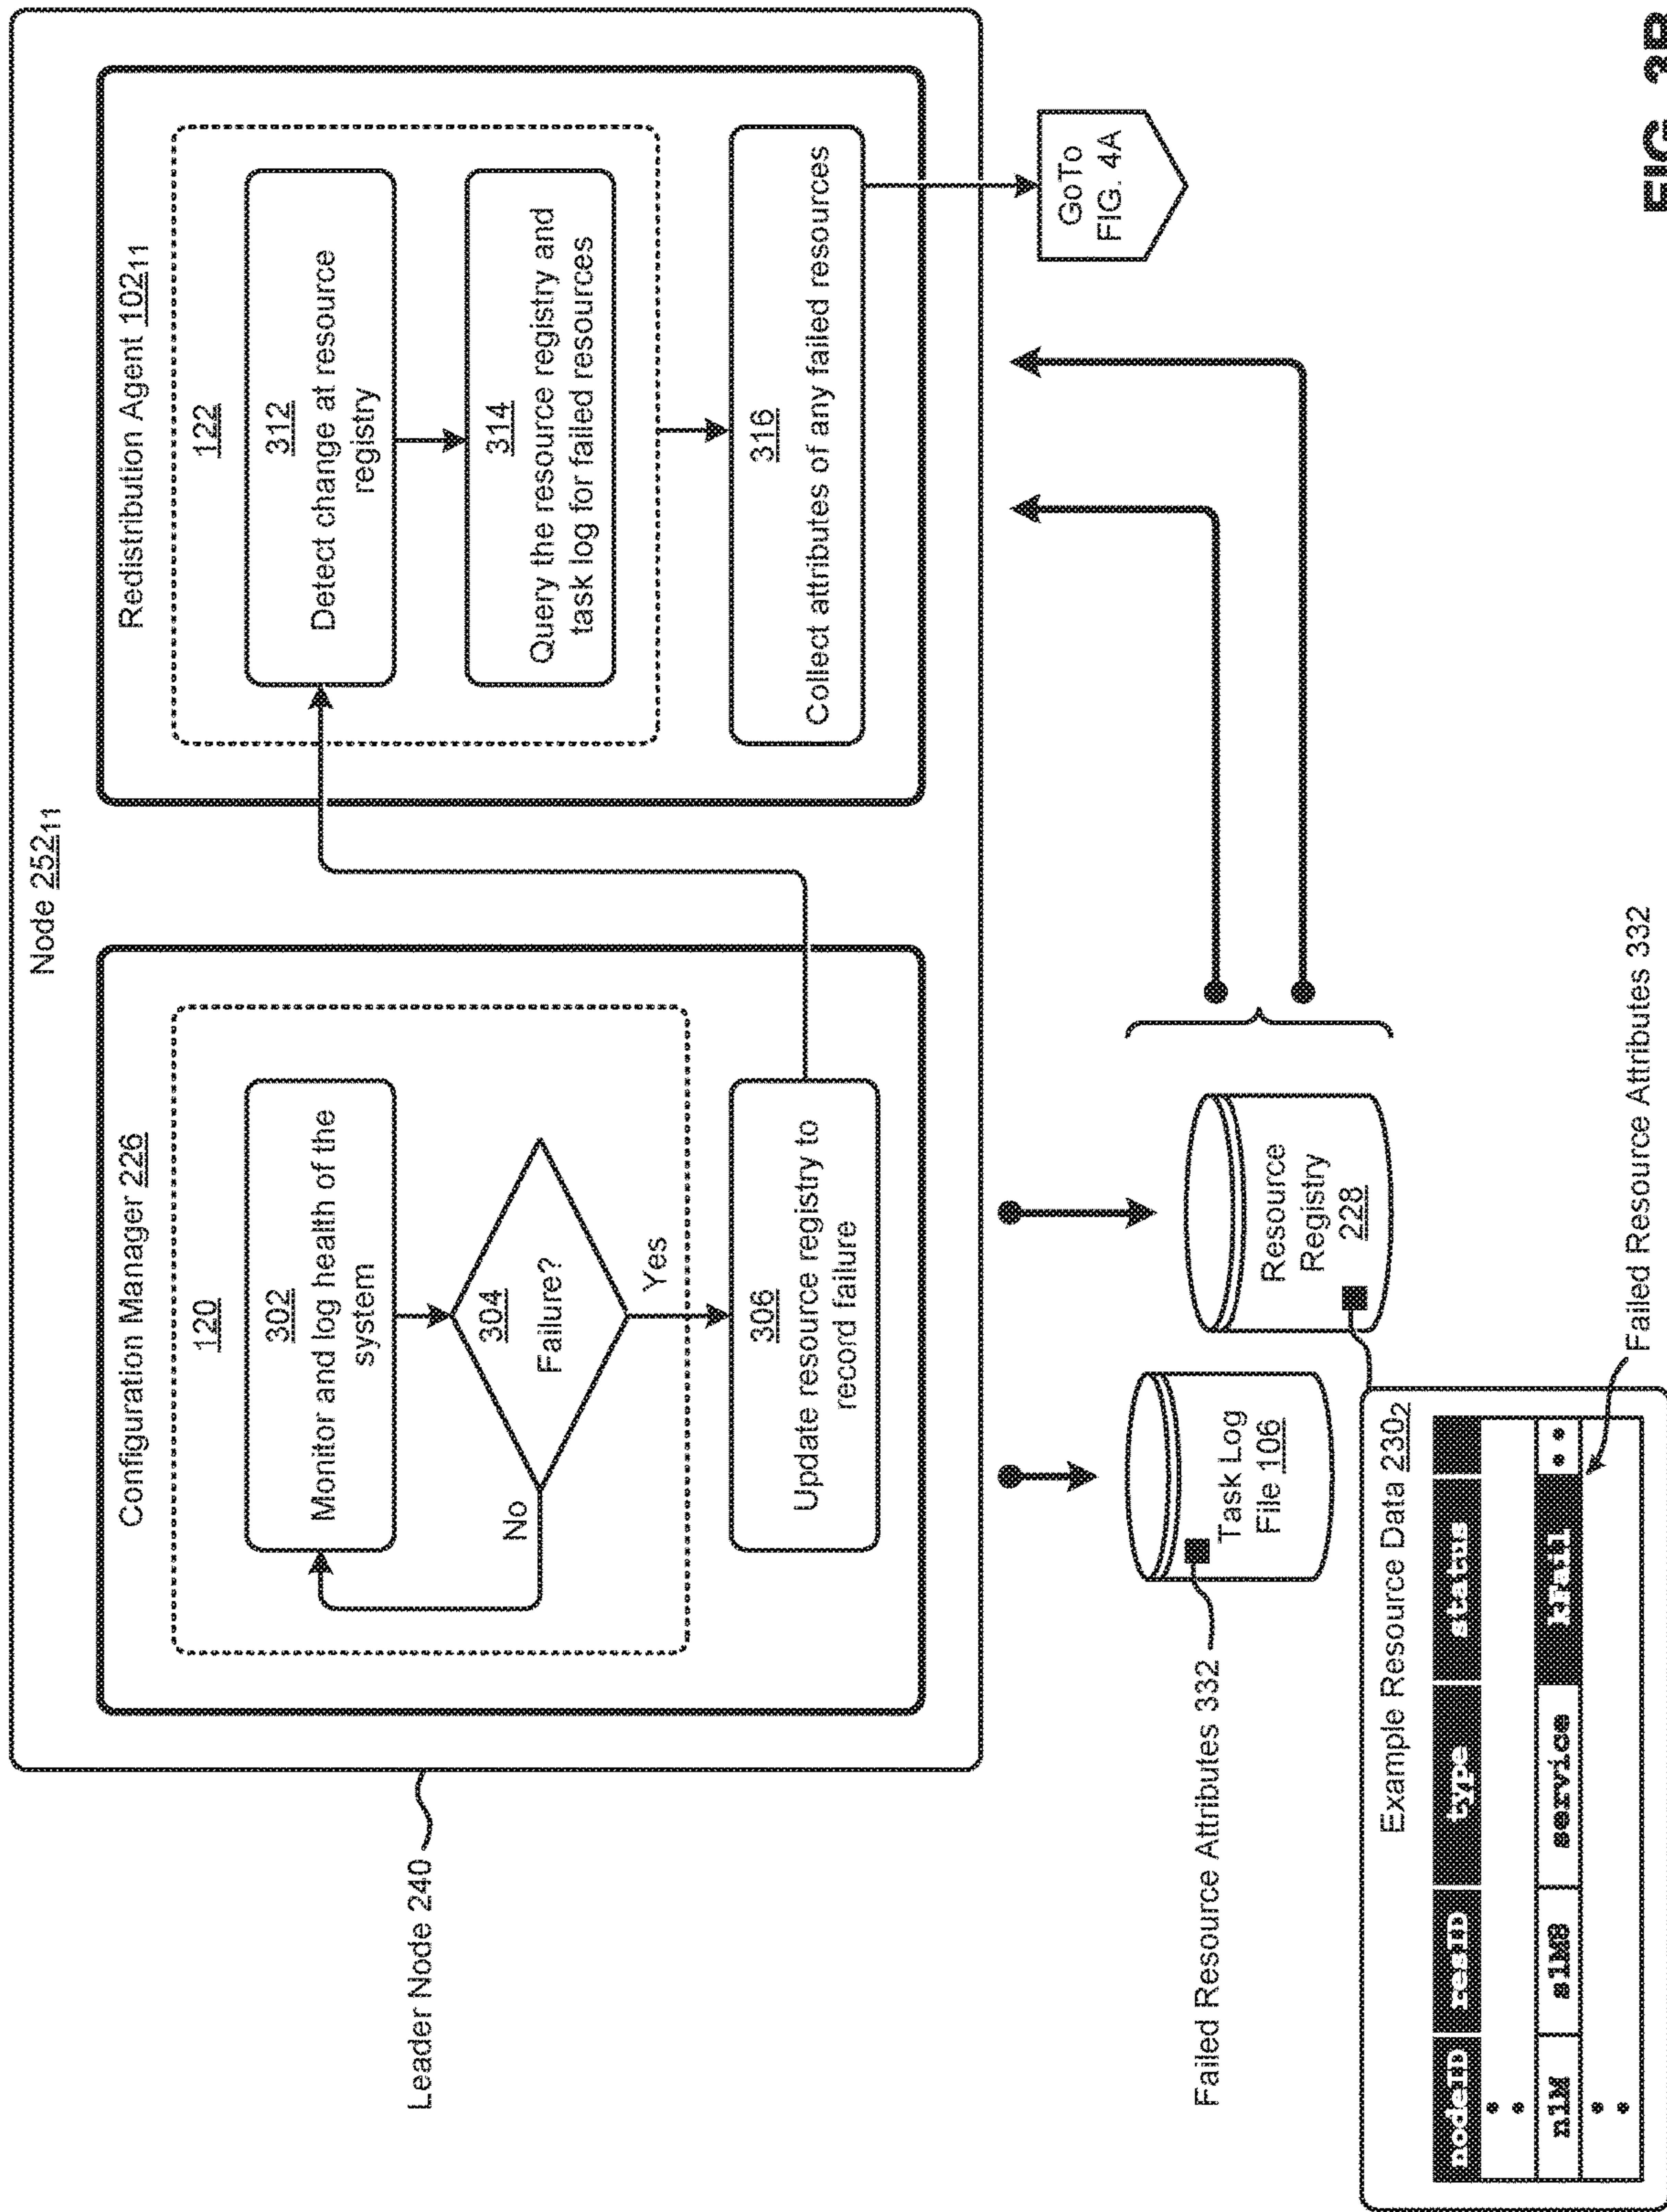 Node 252₁₁
Configuration Manager 226
120
302
Monitor and log health of the
system
304
Failure?
No
Yes
306
Update resource registry to
record failure
Redistribution Agent 102₁₁
122
312
Detect change at resource
registry
314
Query the resource registry and
task log for failed resources
316
Collect attributes of any failed resources
GoTo
FIG. 4A
Leader Node 240
Failed Resource Attributes 332
Task Log
File 106
Resource
Registry
228
Example Resource Data 230₂
nodeID resID type status
n1M s1M8 service
Failed Resource Attributes 332
FIG. 3B